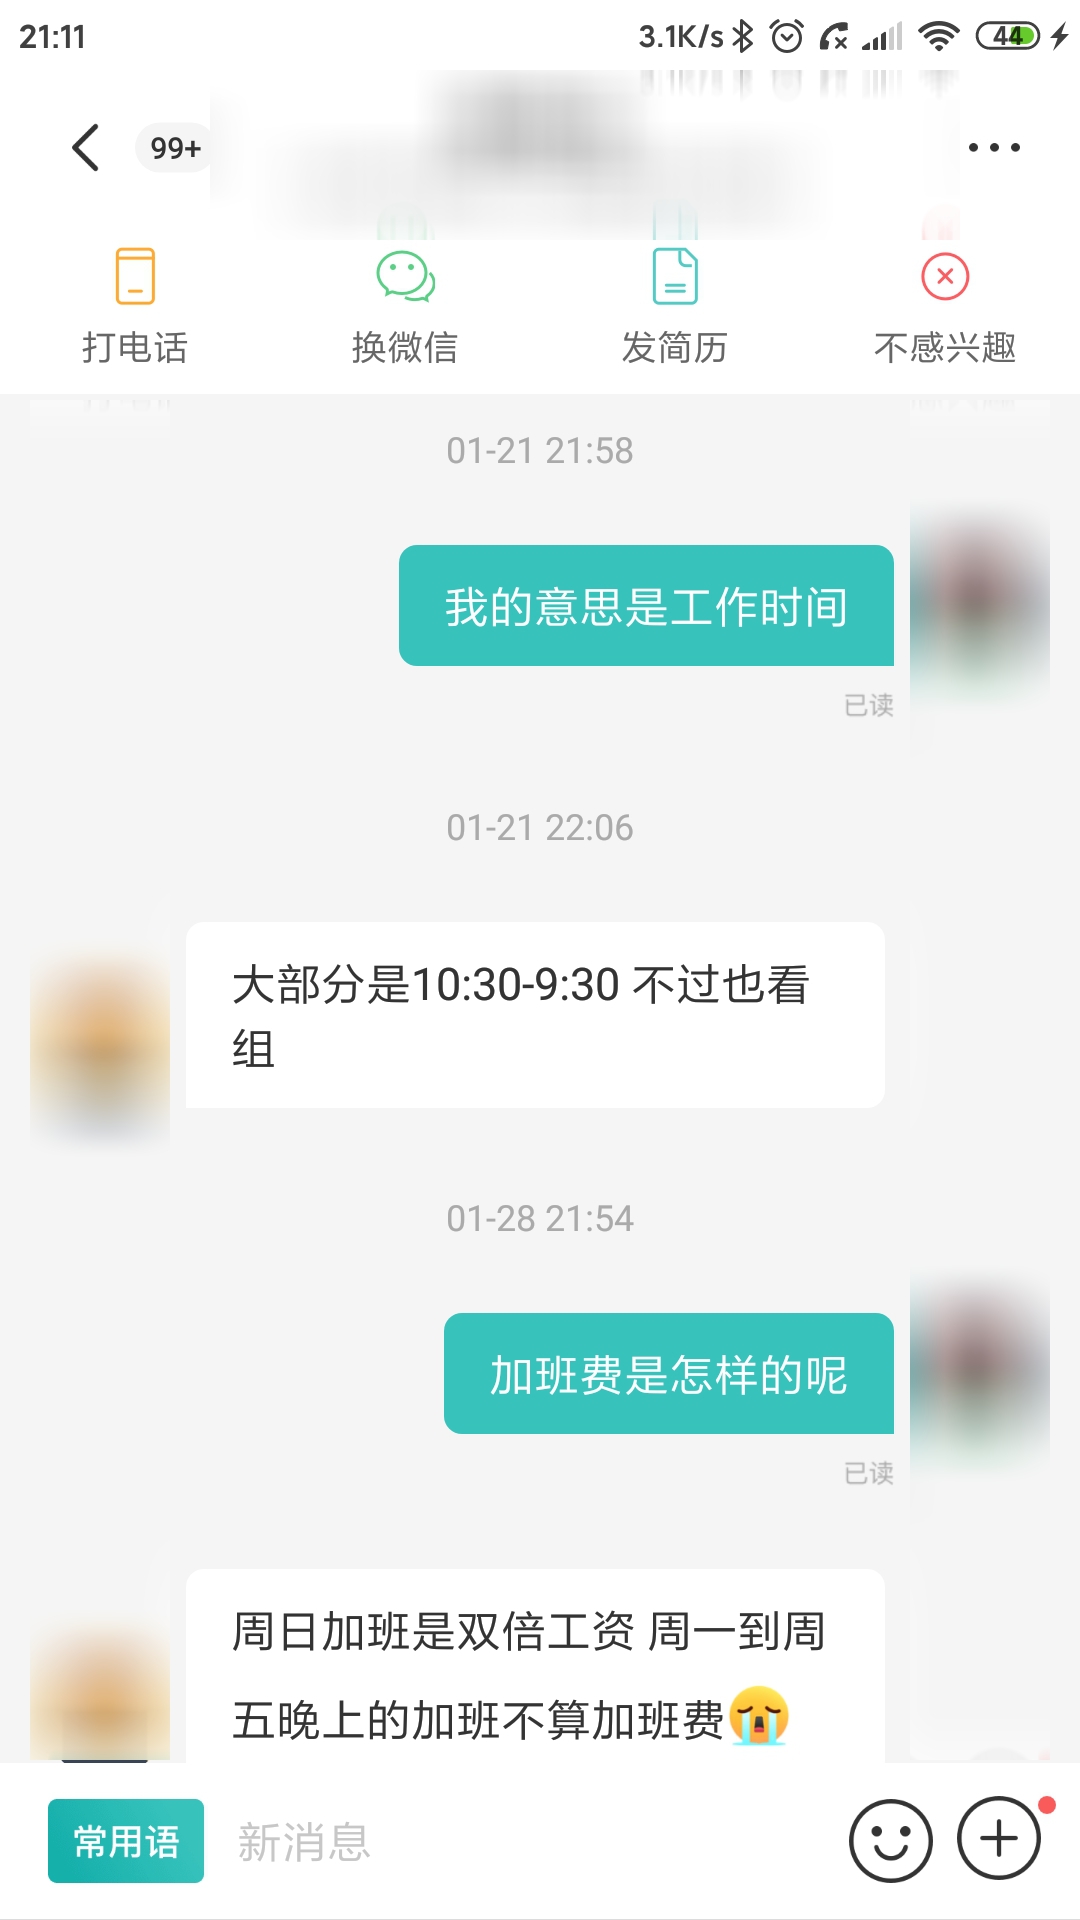 21:11 3.1K/s 44
99+
打电话 换微信 发简历 不感兴趣
01-21 21:58
我的意思是工作时间
已读
01-21 22:06
大部分是10:30-9:30 不过也看
组
01-28 21:54
加班费是怎样的呢
已读
周日加班是双倍工资 周一到周
五晚上的加班不算加班费😭
常用语 新消息